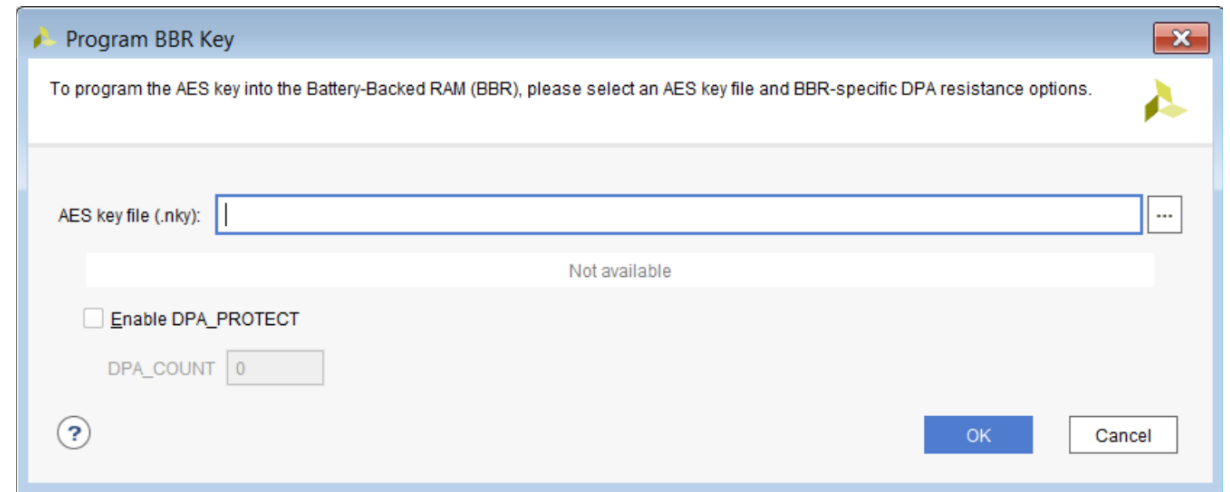 Program BBR Key
To program the AES key into the Battery-Backed RAM (BBR), please select an AES key file and BBR-specific DPA resistance options.
AES key file (.nky):
...
Not available
Enable DPA_PROTECT
DPA_COUNT 0
?
OK Cancel